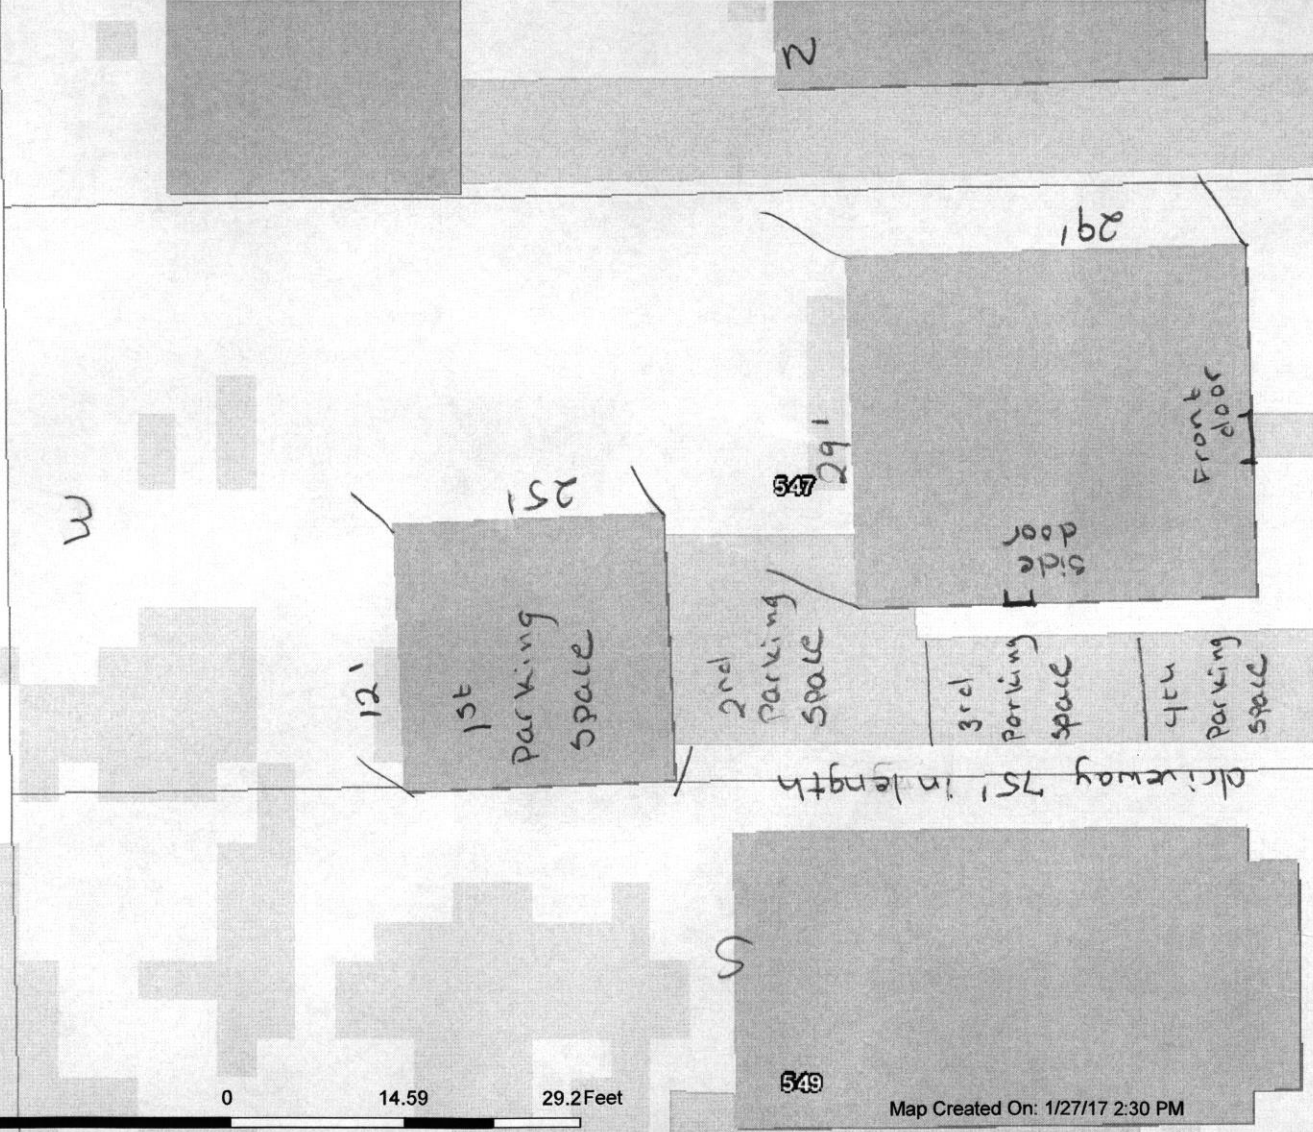 N
29'
Front
door
29'
547
W
25'
side
door
12'
1st
parking
space
2nd
Parking
space
3rd
parking
space
4th
parking
space
driveway 75' in length
S
549
0 14.59 29.2 Feet
Map Created On: 1/27/17 2:30 PM